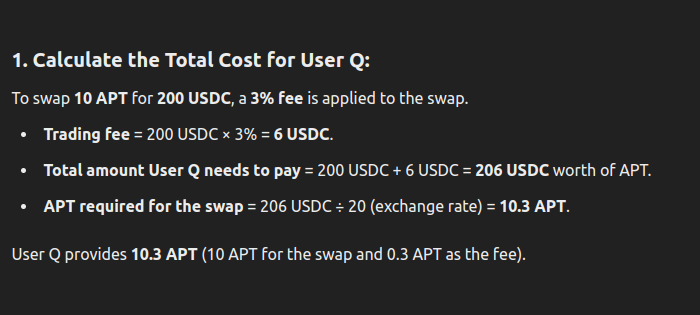 1. Calculate the Total Cost for User Q:
To swap 10 APT for 200 USDC, a 3% fee is applied to the swap.
• Trading fee = 200 USDC × 3% = 6 USDC.
• Total amount User Q needs to pay = 200 USDC + 6 USDC = 206 USDC worth of APT.
• APT required for the swap = 206 USDC ÷ 20 (exchange rate) = 10.3 APT.
User Q provides 10.3 APT (10 APT for the swap and 0.3 APT as the fee).